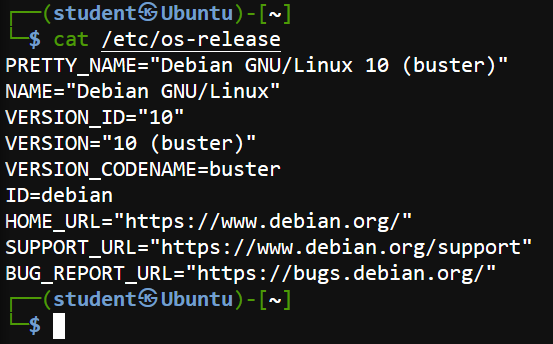 ┌──(student㉿Ubuntu)-[~]
└─$ cat /etc/os-release
PRETTY_NAME="Debian GNU/Linux 10 (buster)"
NAME="Debian GNU/Linux"
VERSION_ID="10"
VERSION="10 (buster)"
VERSION_CODENAME=buster
ID=debian
HOME_URL="https://www.debian.org/"
SUPPORT_URL="https://www.debian.org/support"
BUG_REPORT_URL="https://bugs.debian.org/"
┌──(student㉿Ubuntu)-[~]
└─$